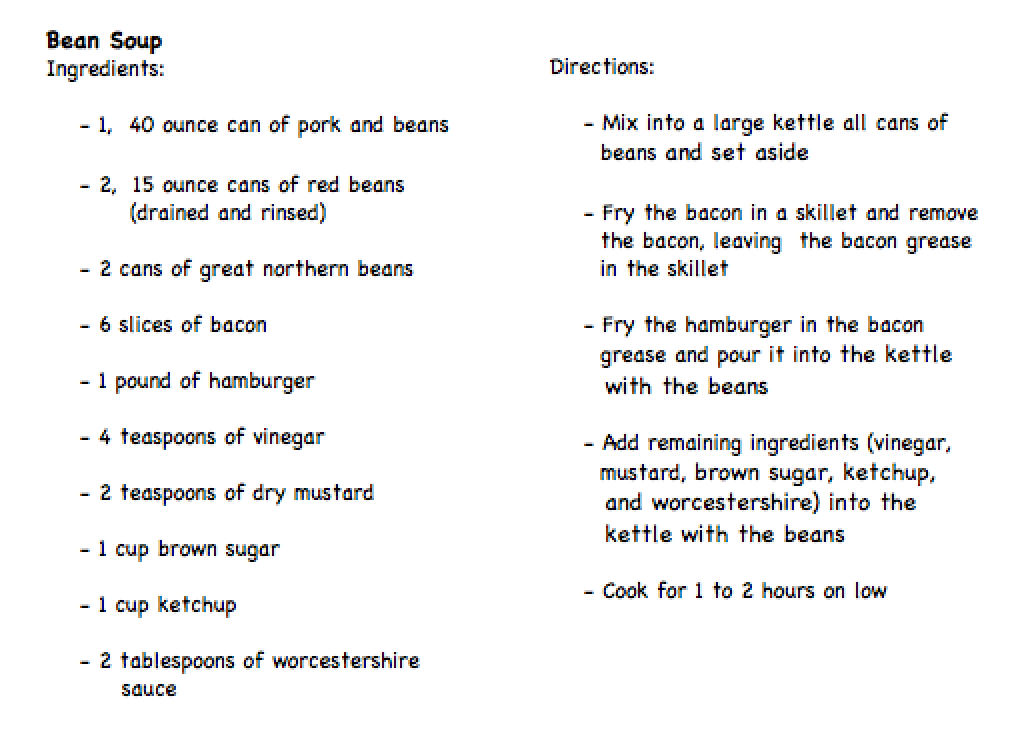 Bean Soup
Ingredients:
- 1,  40 ounce can of pork and beans
- 2,  15 ounce cans of red beans
(drained and rinsed)
- 2 cans of great northern beans
- 6 slices of bacon
- 1 pound of hamburger
- 4 teaspoons of vinegar
- 2 teaspoons of dry mustard
- 1 cup brown sugar
- 1 cup ketchup
- 2 tablespoons of worcestershire
sauce
Directions:
- Mix into a large kettle all cans of
beans and set aside
- Fry the bacon in a skillet and remove
the bacon, leaving  the bacon grease
in the skillet
- Fry the hamburger in the bacon
grease and pour it into the kettle
with the beans
- Add remaining ingredients (vinegar,
mustard, brown sugar, ketchup,
and worcestershire) into the
kettle with the beans
- Cook for 1 to 2 hours on low